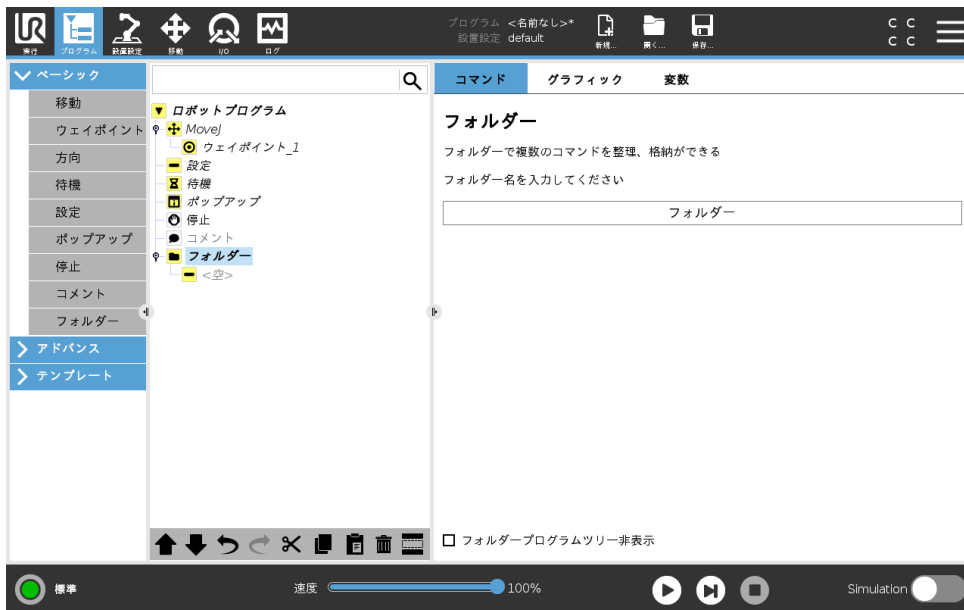 UR
プログラム <名前なし>*
設置設定 default
実行 プログラム 設置設定 移動 I/O ログ 新規... 開く... 保存...
C C
C C
ベーシック
移動
ウェイポイント
方向
待機
設定
ポップアップ
停止
コメント
フォルダー
アドバンス
テンプレート
ロボットプログラム
MoveJ
ウェイポイント_1
設定
待機
ポップアップ
停止
コメント
フォルダー
<空>
コマンド グラフィック 変数
フォルダー
フォルダーで複数のコマンドを整理、格納ができる
フォルダー名を入力してください
フォルダー
フォルダープログラムツリー非表示
標準 速度 100% Simulation